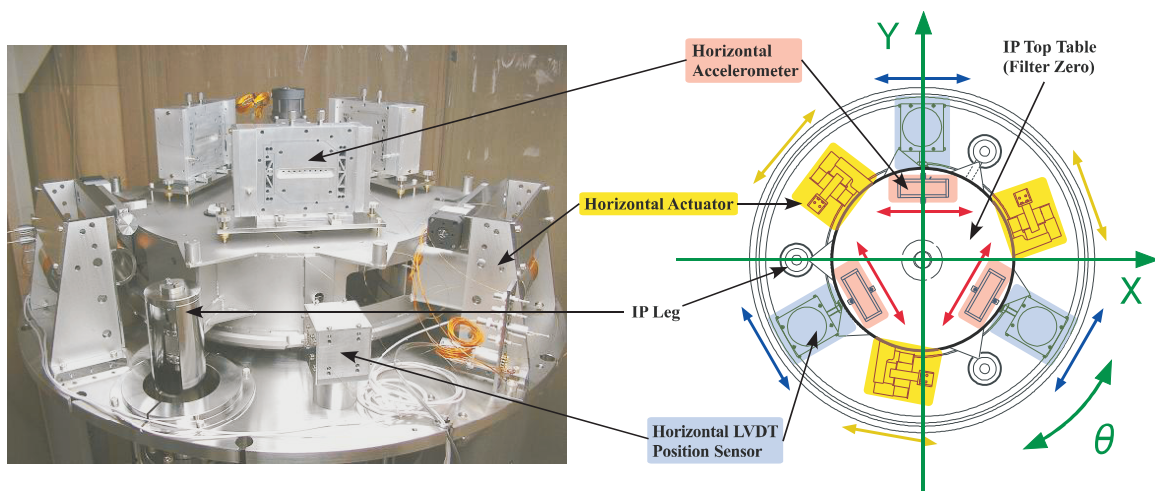 Horizontal
Accelerometer
Y
IP Top Table
(Filter Zero)
Horizontal Actuator
X
IP Leg
Horizontal LVDT
Position Sensor
θ